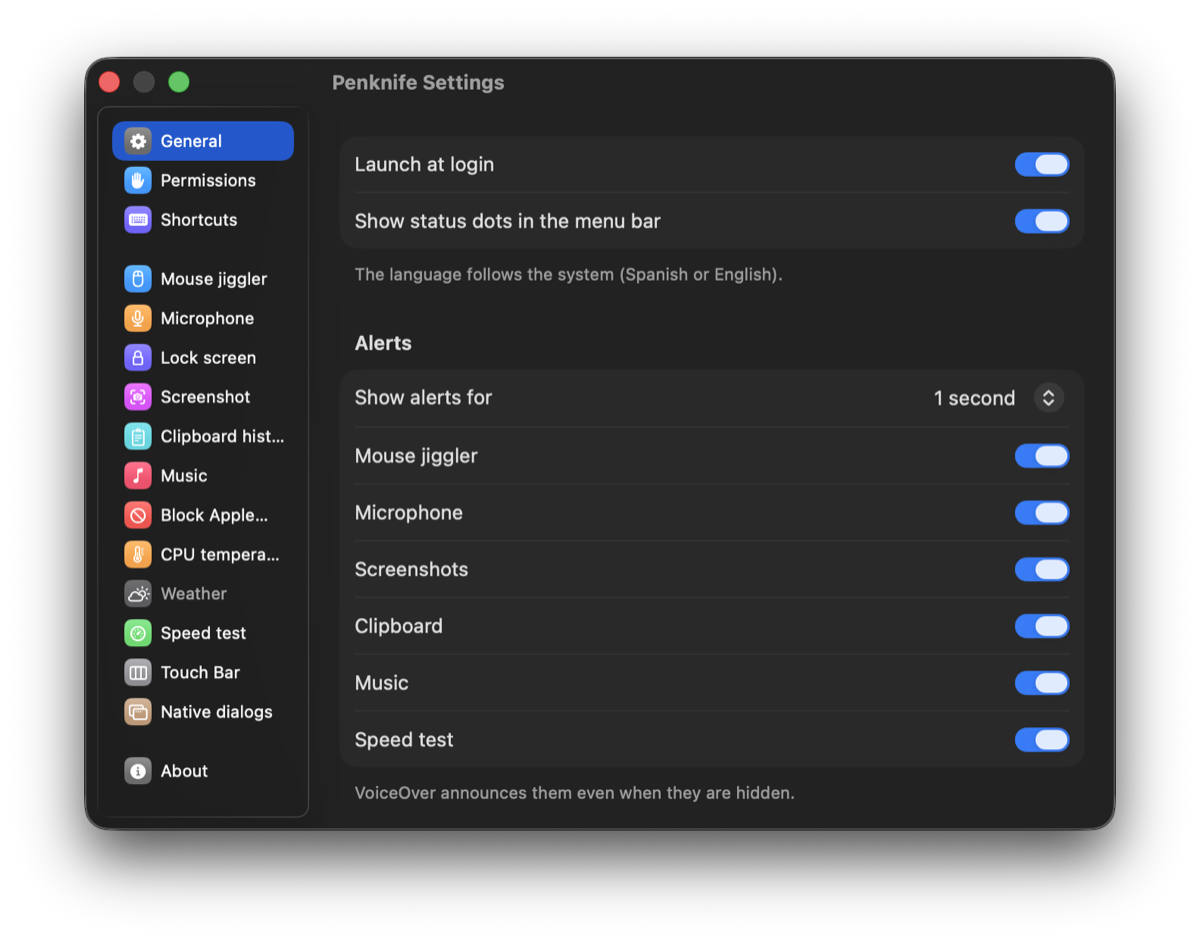 Penknife Settings
General
Permissions
Shortcuts
Mouse jiggler
Microphone
Lock screen
Screenshot
Clipboard hist...
Music
Block Apple...
CPU tempera...
Weather
Speed test
Touch Bar
Native dialogs
About
Launch at login
Show status dots in the menu bar
The language follows the system (Spanish or English).
Alerts
Show alerts for 1 second
Mouse jiggler
Microphone
Screenshots
Clipboard
Music
Speed test
VoiceOver announces them even when they are hidden.